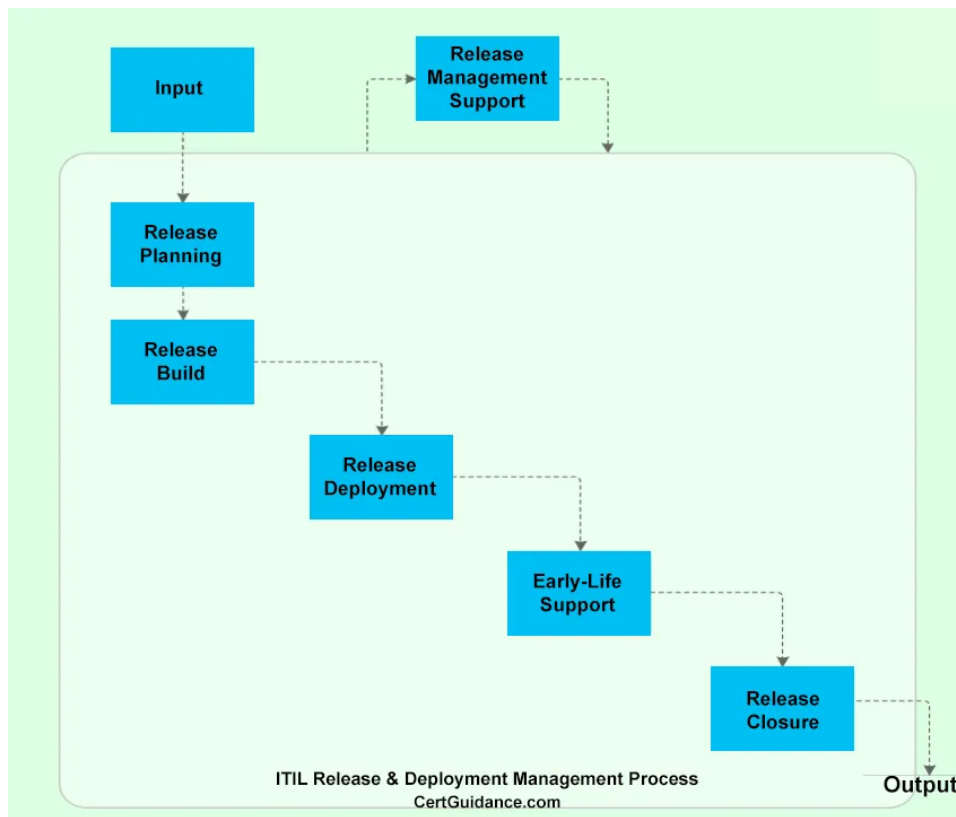 Input
Release
Management
Support
Release
Planning
Release
Build
Release
Deployment
Early-Life
Support
Release
Closure
Output
ITIL Release & Deployment Management Process
CertGuidance.com